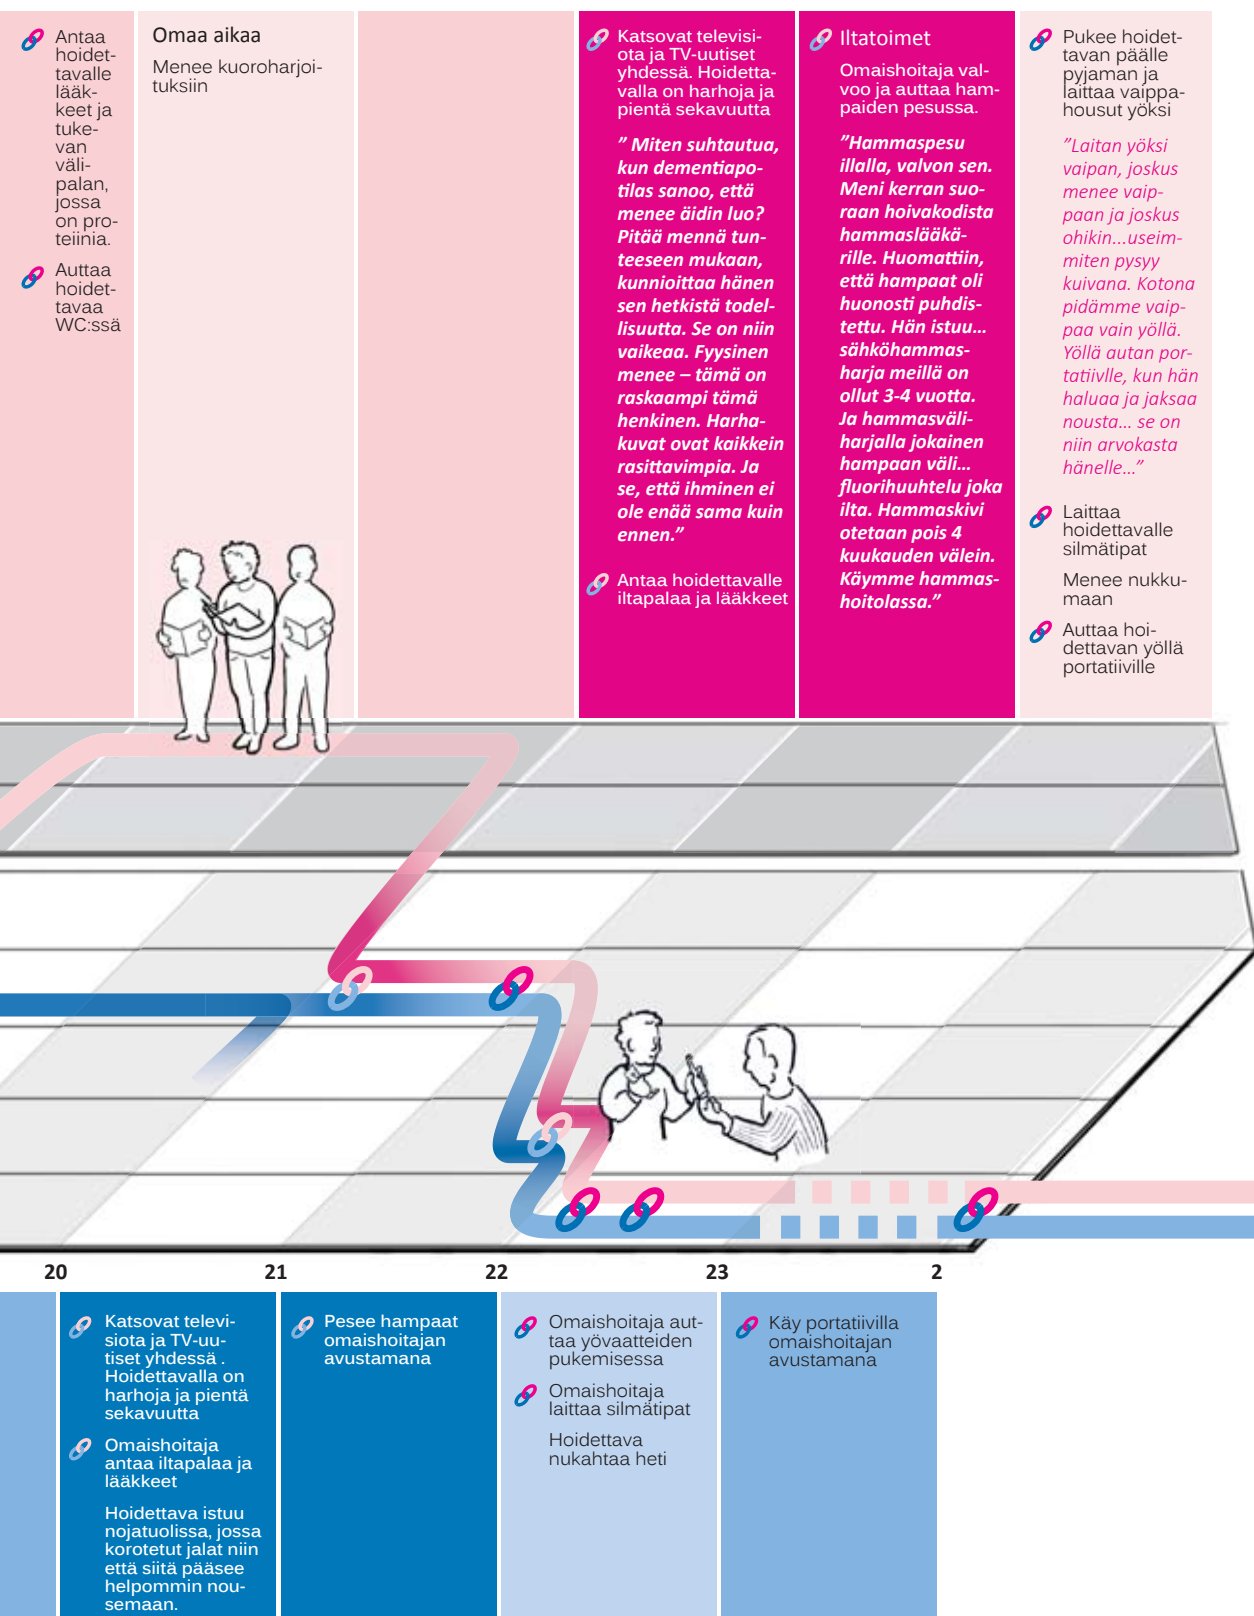 Antaa
hoidet-
tavalle
lääk-
keet ja
tuke-
van
väli-
palan,
jossa
on pro-
teiinia.
Auttaa
hoidet-
tavaa
WC:ssä
Omaa aikaa
Menee kuoroharjoi-
tuksiin
Katsovat televisi-
ota ja TV-uutiset
yhdessä. Hoidetta-
valla on harhoja ja
pientä sekavuutta
” Miten suhtautua,
kun dementiapo-
tilas sanoo, että
menee äidin luo?
Pitää mennä tun-
teeseen mukaan,
kunnioittaa hänen
sen hetkistä todel-
lisuutta. Se on niin
vaikeaa. Fyysinen
menee – tämä on
raskaampi tämä
henkinen. Harha-
kuvat ovat kaikkein
rasittavimpia. Ja
se, että ihminen ei
ole enää sama kuin
ennen.”
Antaa hoidettavalle
iltapalaa ja lääkkeet
Iltatoimet
Omaishoitaja val-
voo ja auttaa ham-
paiden pesussa.
”Hammaspesu
illalla, valvon sen.
Meni kerran suo-
raan hoivakodista
hammaslääkä-
rille. Huomattiin,
että hampaat oli
huonosti puhdis-
tettu. Hän istuu...
sähköhammas-
harja meillä on
ollut 3-4 vuotta.
Ja hammasväli-
harjalla jokainen
hampaan väli...
fluorihuuhtelu joka
ilta. Hammaskivi
otetaan pois 4
kuukauden välein.
Käymme hammas-
hoitolassa.”
Pukee hoidet-
tavan päälle
pyjaman ja
laittaa vaippa-
housut yöksi
”Laitan yöksi
vaipan, joskus
menee vaip-
paan ja joskus
ohikin...useim-
miten pysyy
kuivana. Kotona
pidämme vaip-
paa vain yöllä.
Yöllä autan por-
tatiivlle, kun hän
haluaa ja jaksaa
nousta... se on
niin arvokasta
hänelle...”
Laittaa
hoidettavalle
silmätipat
Menee nukku-
maan
Auttaa hoi-
dettavan yöllä
portatiiville
20
21
22
23
2
Katsovat televi-
siota ja TV-uu-
tiset yhdessä .
Hoidettavalla on
harhoja ja pientä
sekavuutta
Omaishoitaja
antaa iltapalaa ja
lääkkeet
Hoidettava istuu
nojatuolissa, jossa
korotetut jalat niin
että siitä pääsee
helpommin nou-
semaan.
Pesee hampaat
omaishoitajan
avustamana
Omaishoitaja aut-
taa yövaatteiden
pukemisessa
Omaishoitaja
laittaa silmätipat
Hoidettava
nukahtaa heti
Käy portatiivilla
omaishoitajan
avustamana